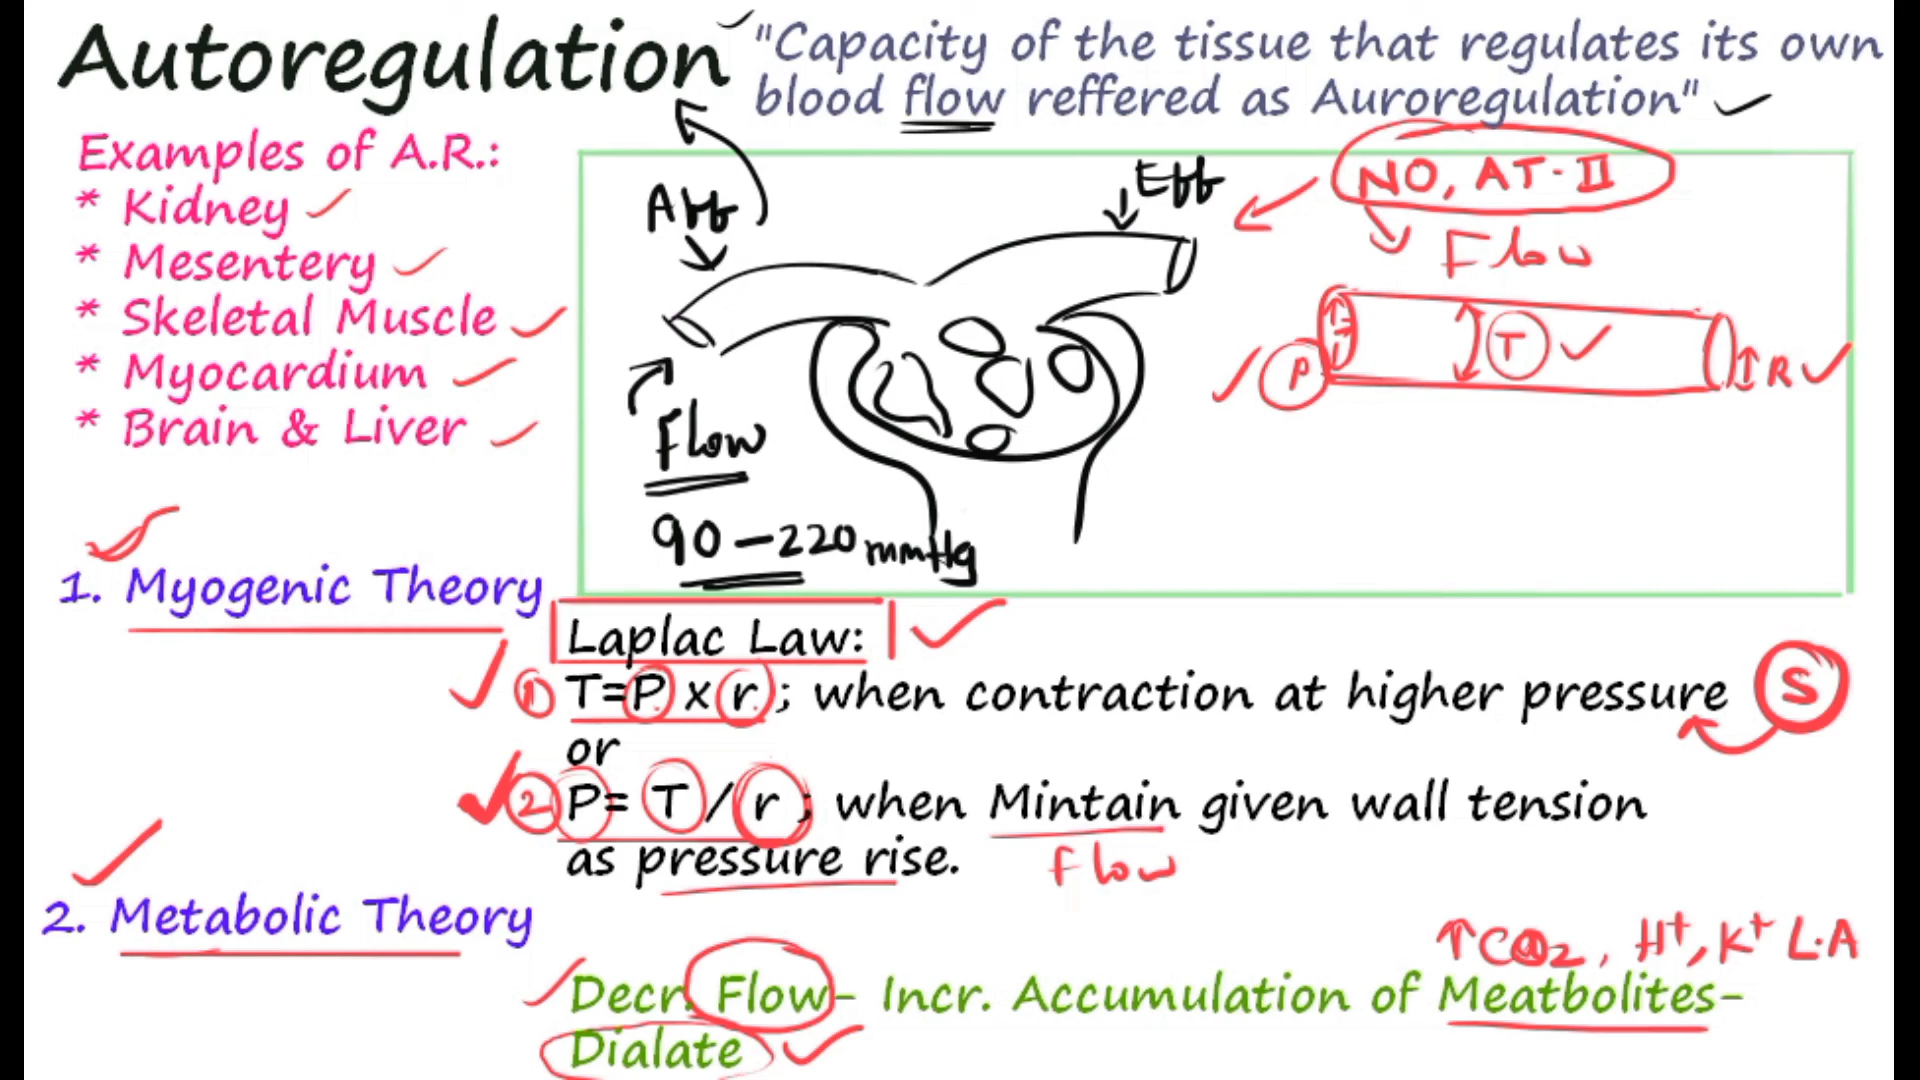 Autoregulation
"Capacity of the tissue that regulates its own
blood flow reffered as Auroregulation"
Examples of A.R.:
* Kidney
* Mesentery
* Skeletal Muscle
* Myocardium
* Brain & Liver
Aff
Eff
NO, AT-II
Flow
P
T
↑R
Flow
90-220 mmHg
1. Myogenic Theory
Laplac Law:
① T=P x r ; when contraction at higher pressure
S
or
② P= T/r ; when Mintain given wall tension
as pressure rise.
Flow
2. Metabolic Theory
↑CO2, H+, K+ L.A
Decr. Flow- Incr. Accumulation of Meatbolites-
Dialate